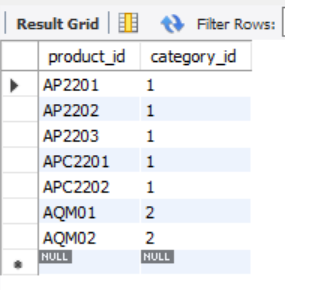 Result Grid Filter Rows:
product_id category_id
AP2201 1
AP2202 1
AP2203 1
APC2201 1
APC2202 1
AQM01 2
AQM02 2
NULL NULL